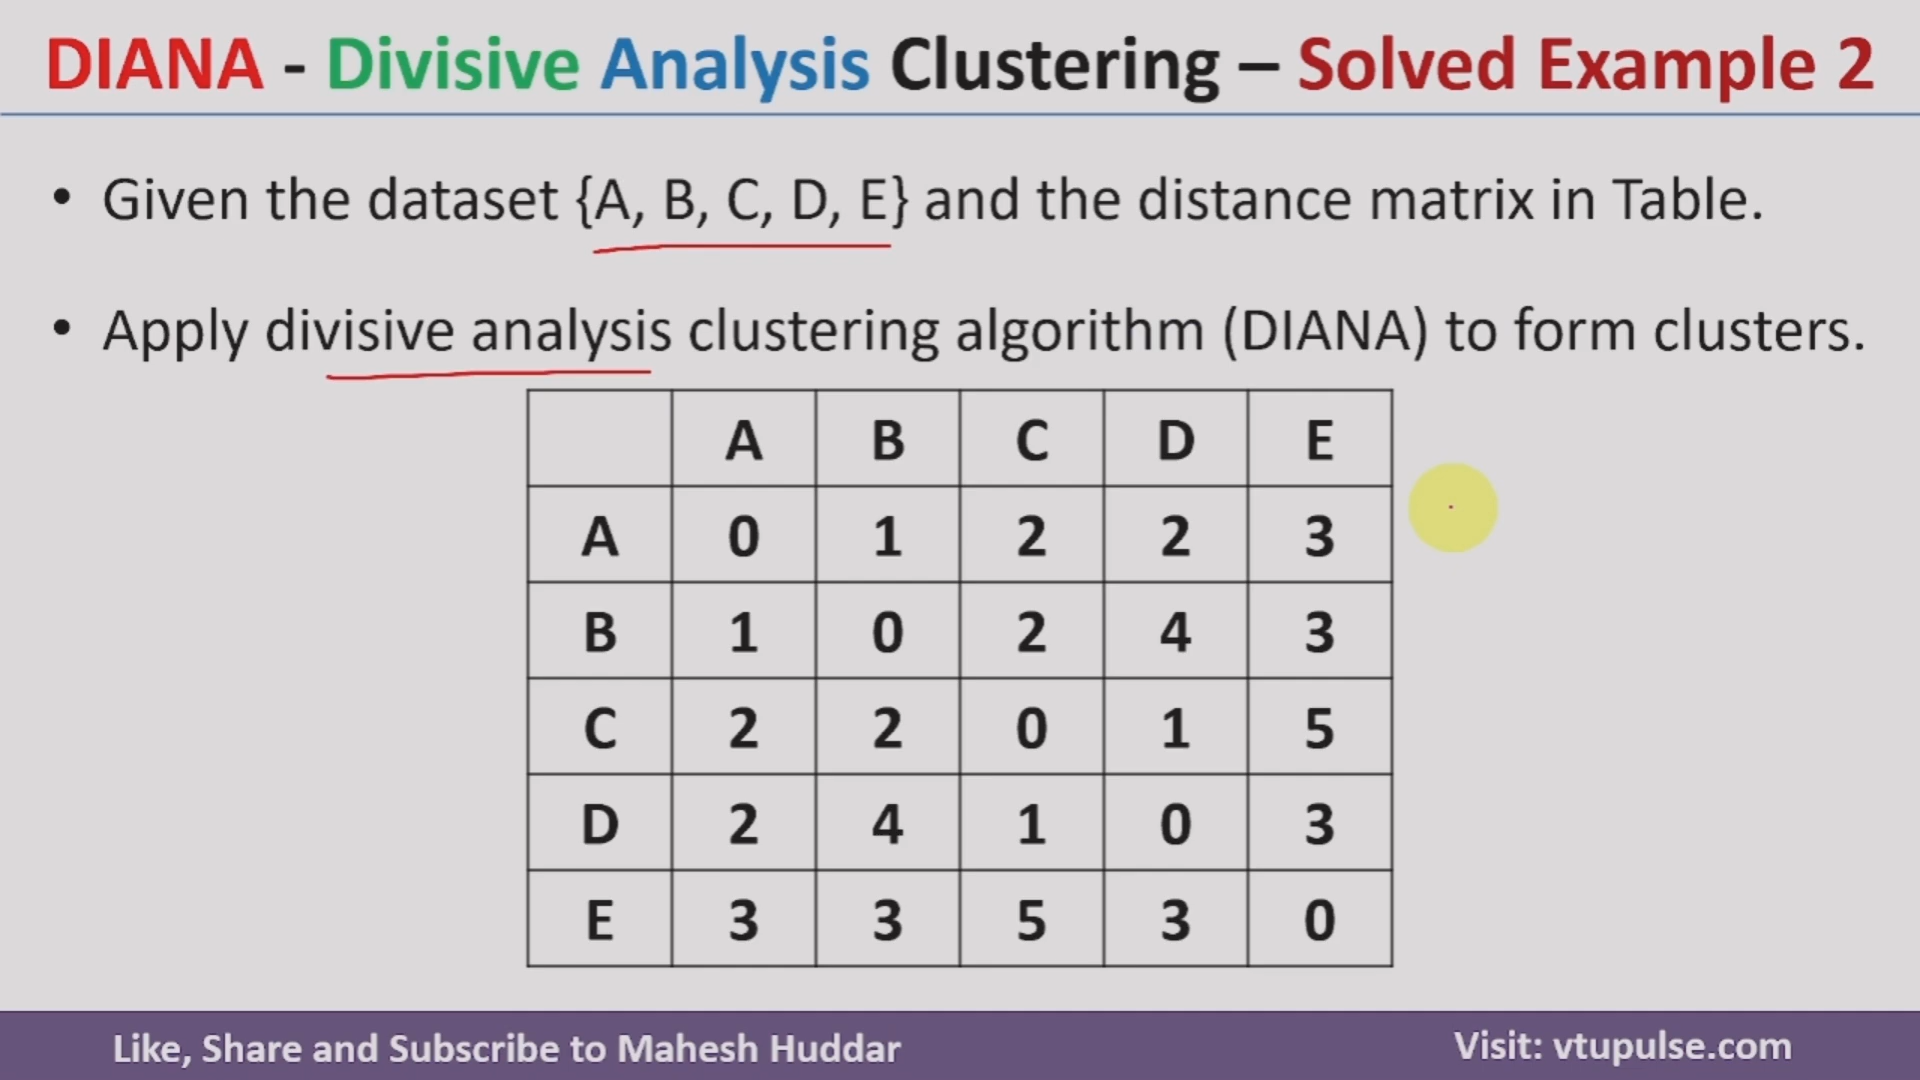 DIANA - Divisive Analysis Clustering – Solved Example 2
• Given the dataset {A, B, C, D, E} and the distance matrix in Table.
• Apply divisive analysis clustering algorithm (DIANA) to form clusters.
A B C D E
A 0 1 2 2 3
B 1 0 2 4 3
C 2 2 0 1 5
D 2 4 1 0 3
E 3 3 5 3 0
Like, Share and Subscribe to Mahesh Huddar
Visit: vtupulse.com